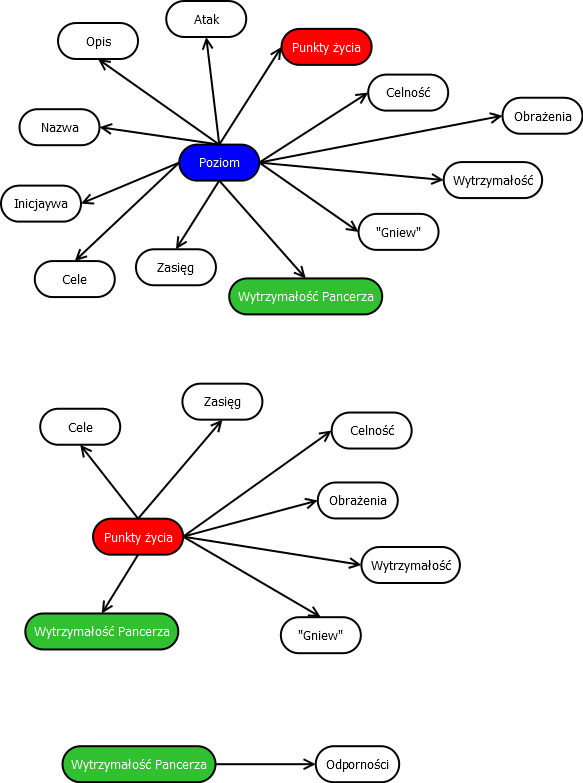 Atak
Opis
Punkty życia
Celność
Obrażenia
Nazwa
Poziom
Wytrzymałość
Inicjaywa
"Gniew"
Zasięg
Cele
Wytrzymałość Pancerza
Zasięg
Cele
Celność
Obrażenia
Punkty życia
Wytrzymałość
Wytrzymałość Pancerza
"Gniew"
Wytrzymałość Pancerza
Odporności